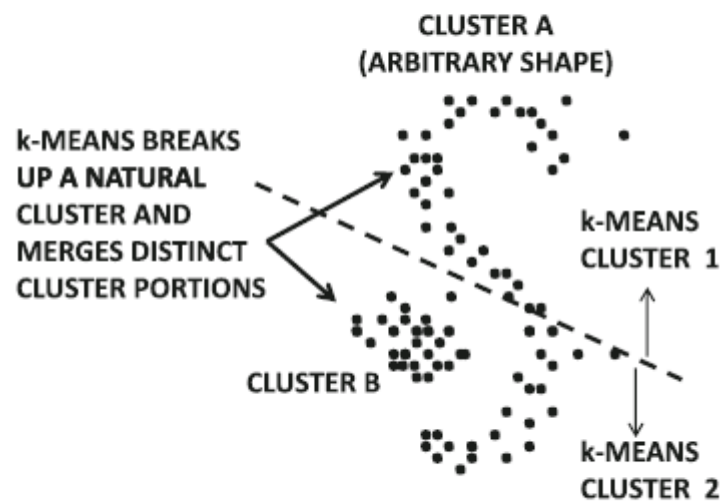 CLUSTER A
(ARBITRARY SHAPE)
k-MEANS BREAKS
UP A NATURAL
CLUSTER AND
MERGES DISTINCT
CLUSTER PORTIONS
k-MEANS
CLUSTER 1
CLUSTER B
k-MEANS
CLUSTER 2